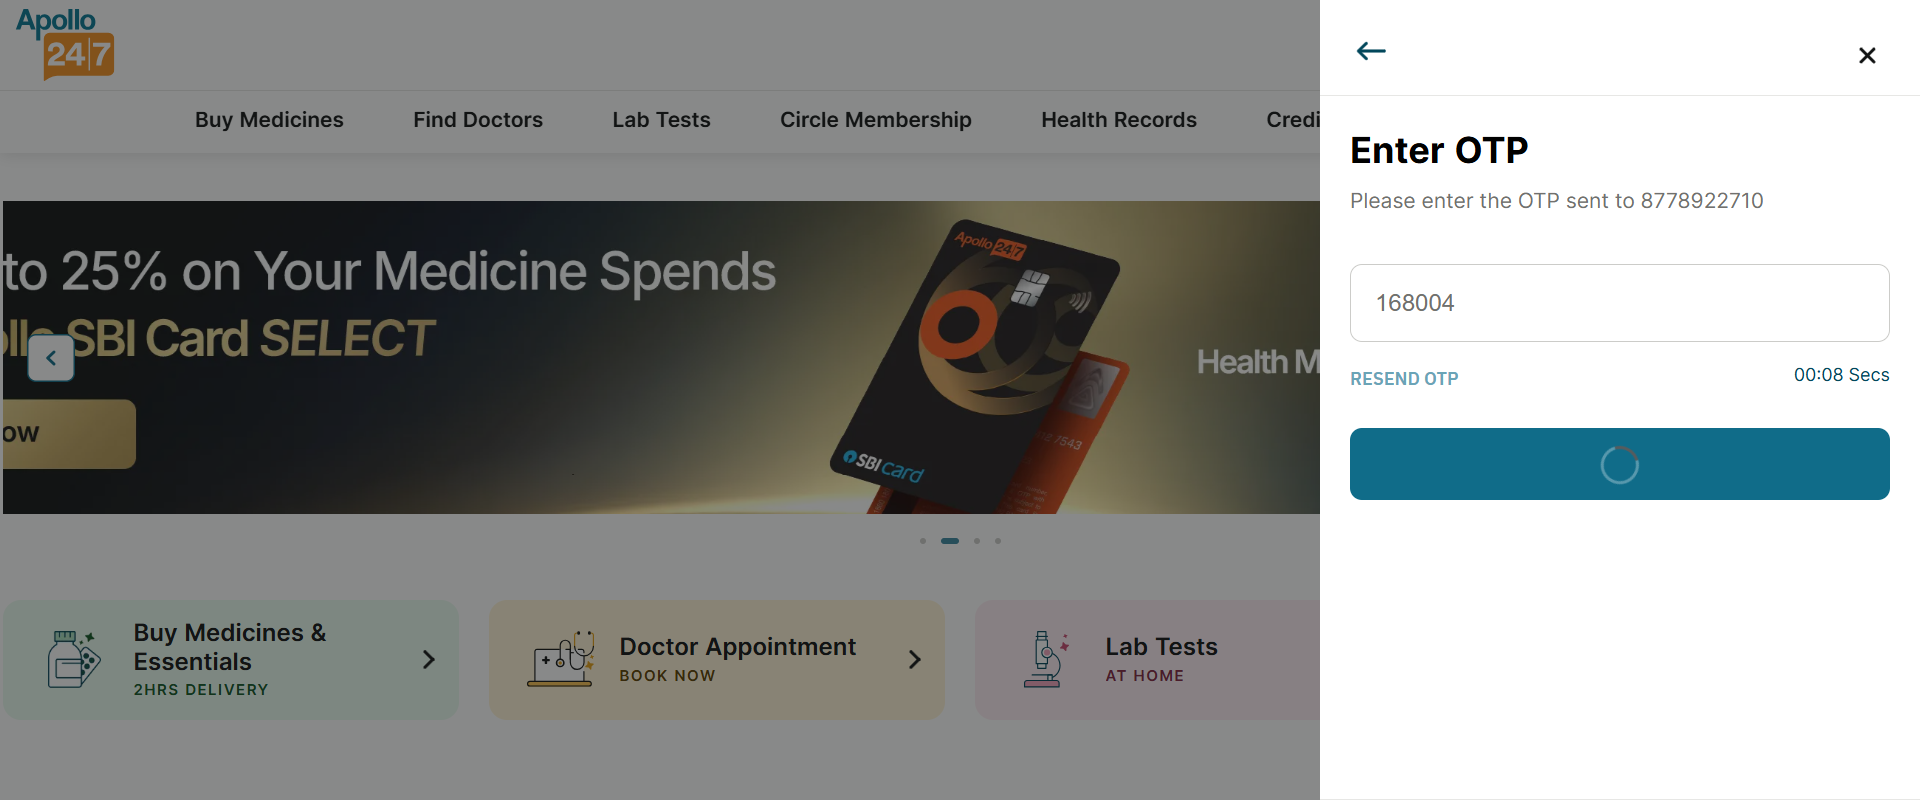 Apollo
24|7
Buy Medicines
Find Doctors
Lab Tests
Circle Membership
Health Records
Credi
to 25% on Your Medicine Spends
SBI Card SELECT
ow
Apollo 24|7
SBI card
7543
Health M
Buy Medicines &
Essentials
2HRS DELIVERY
Doctor Appointment
BOOK NOW
Lab Tests
AT HOME
Enter OTP
Please enter the OTP sent to 8778922710
168004
RESEND OTP
00:08 Secs